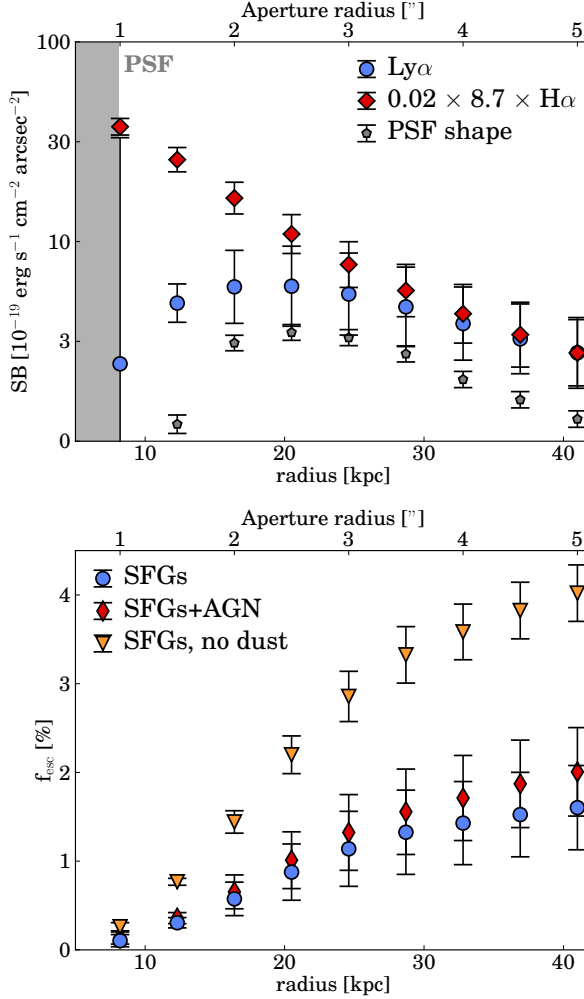 Aperture radius ["]
1 2 3 4 5
PSF
Lyα
0.02 × 8.7 × Hα
PSF shape
100
30
10
3
0
SB [10⁻¹⁹ erg s⁻¹ cm⁻² arcsec⁻²]
10 20 30 40
radius [kpc]
Aperture radius ["]
1 2 3 4 5
SFGs
SFGs+AGN
SFGs, no dust
4
3
2
1
0
f_esc [%]
10 20 30 40
radius [kpc]